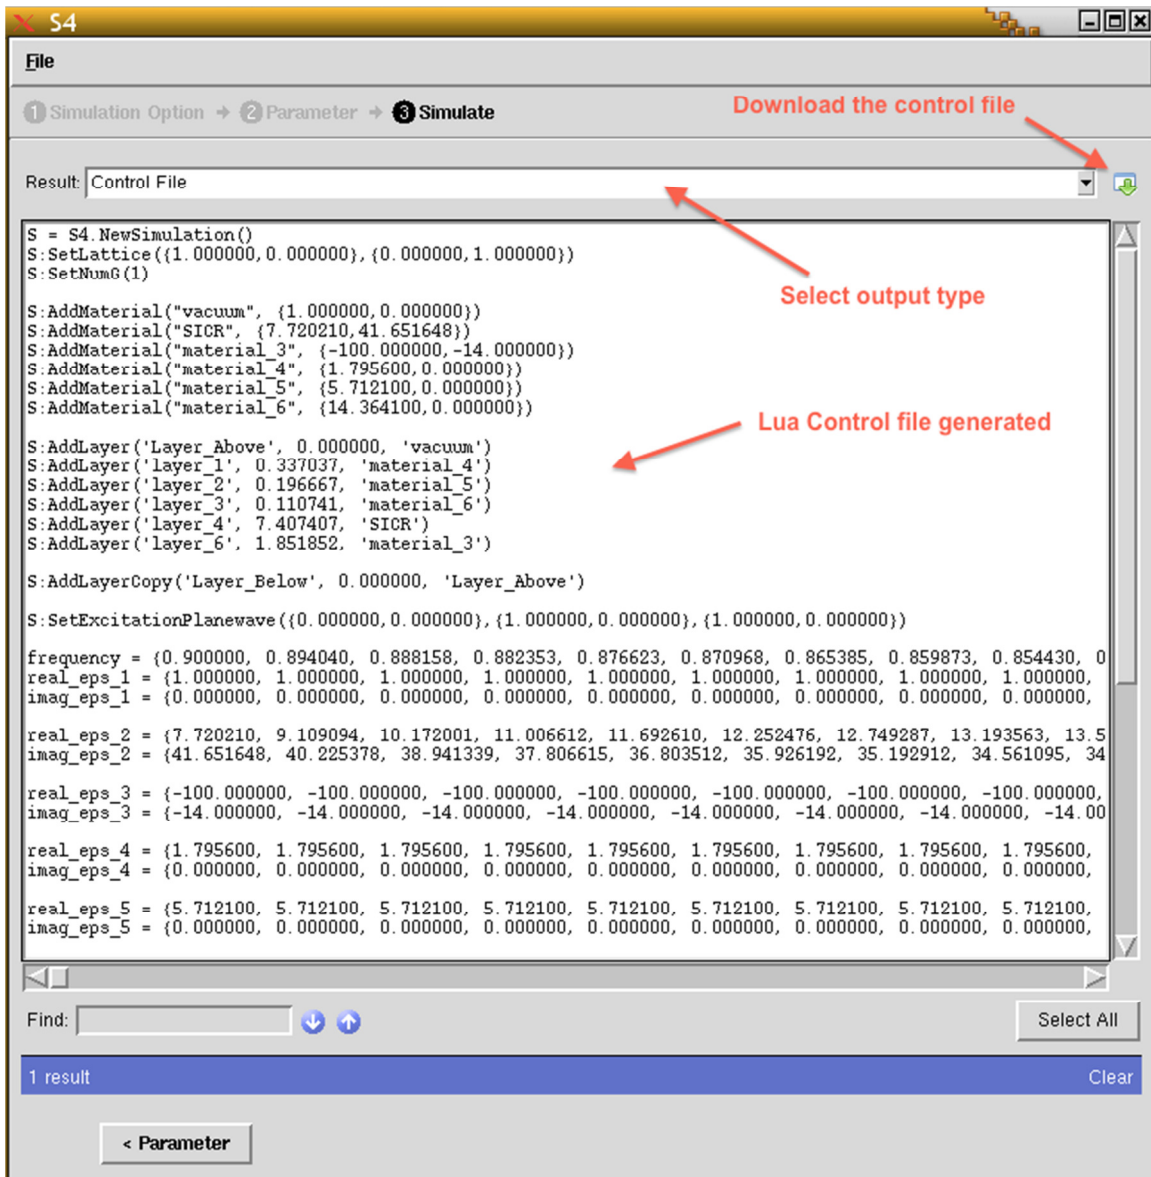 S4
File
1 Simulation Option → 2 Parameter → 3 Simulate
Download the control file
Result: Control File
S = S4.NewSimulation()
S:SetLattice({1.000000,0.000000},{0.000000,1.000000})
S:SetNumG(1)
Select output type
S:AddMaterial("vacuum", {1.000000,0.000000})
S:AddMaterial("SICR", {7.720210,41.651648})
S:AddMaterial("material_3", {-100.000000,-14.000000})
S:AddMaterial("material_4", {1.795600,0.000000})
S:AddMaterial("material_5", {5.712100,0.000000})
S:AddMaterial("material_6", {14.364100,0.000000})
Lua Control file generated
S:AddLayer('Layer_Above', 0.000000, 'vacuum')
S:AddLayer('layer_1', 0.337037, 'material_4')
S:AddLayer('layer_2', 0.196667, 'material_5')
S:AddLayer('layer_3', 0.110741, 'material_6')
S:AddLayer('layer_4', 7.407407, 'SICR')
S:AddLayer('layer_6', 1.851852, 'material_3')
S:AddLayerCopy('Layer_Below', 0.000000, 'Layer_Above')
S:SetExcitationPlanewave({0.000000,0.000000},{1.000000,0.000000},{1.000000,0.000000})
frequency = {0.900000, 0.894040, 0.888158, 0.882353, 0.876623, 0.870968, 0.865385, 0.859873, 0.854430, 0
real_eps_1 = {1.000000, 1.000000, 1.000000, 1.000000, 1.000000, 1.000000, 1.000000, 1.000000, 1.000000,
imag_eps_1 = {0.000000, 0.000000, 0.000000, 0.000000, 0.000000, 0.000000, 0.000000, 0.000000, 0.000000,
real_eps_2 = {7.720210, 9.109094, 10.172001, 11.006612, 11.692610, 12.252476, 12.749287, 13.193563, 13.5
imag_eps_2 = {41.651648, 40.225378, 38.941339, 37.806615, 36.803512, 35.926192, 35.192912, 34.561095, 34
real_eps_3 = {-100.000000, -100.000000, -100.000000, -100.000000, -100.000000, -100.000000, -100.000000,
imag_eps_3 = {-14.000000, -14.000000, -14.000000, -14.000000, -14.000000, -14.000000, -14.000000, -14.00
real_eps_4 = {1.795600, 1.795600, 1.795600, 1.795600, 1.795600, 1.795600, 1.795600, 1.795600, 1.795600,
imag_eps_4 = {0.000000, 0.000000, 0.000000, 0.000000, 0.000000, 0.000000, 0.000000, 0.000000, 0.000000,
real_eps_5 = {5.712100, 5.712100, 5.712100, 5.712100, 5.712100, 5.712100, 5.712100, 5.712100, 5.712100,
imag_eps_5 = {0.000000, 0.000000, 0.000000, 0.000000, 0.000000, 0.000000, 0.000000, 0.000000, 0.000000,
Find:
Select All
1 result
Clear
< Parameter